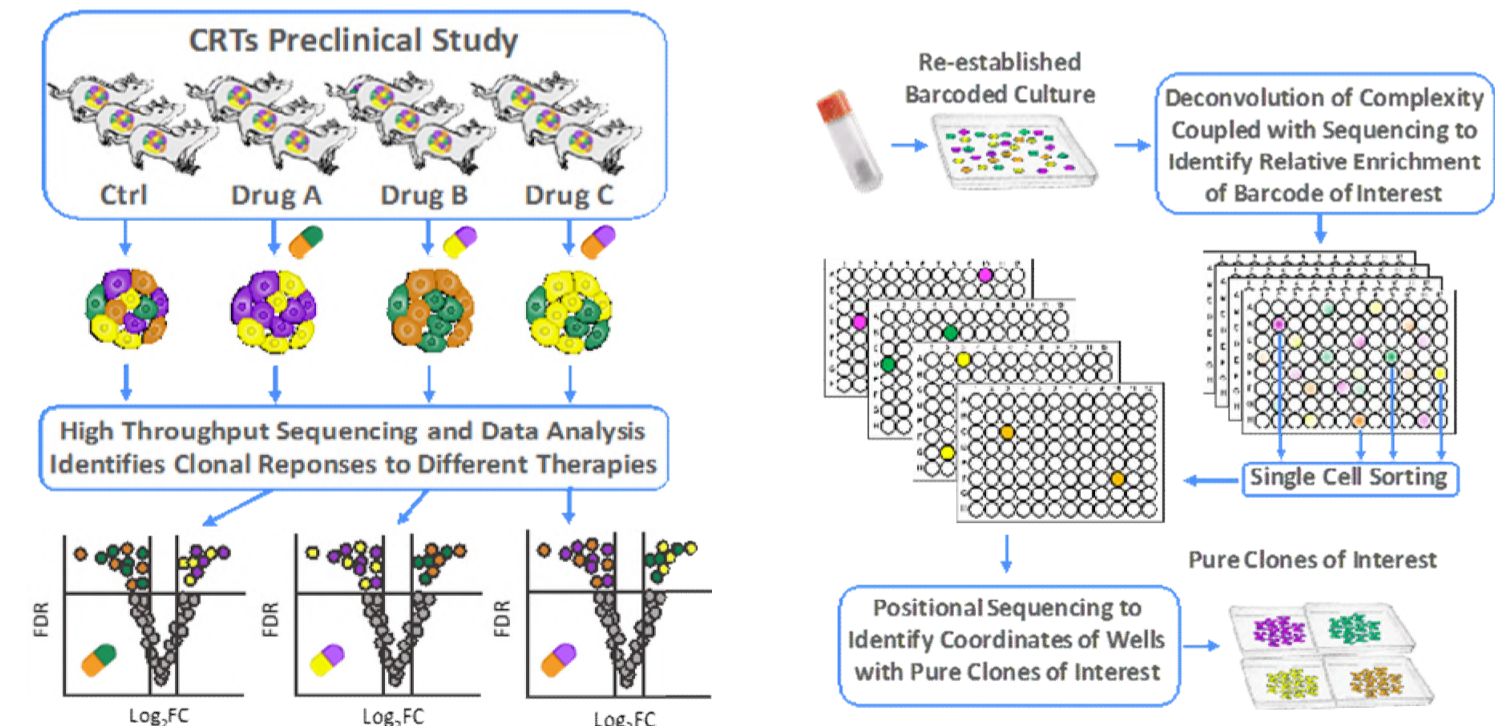 CRTs Preclinical Study
Ctrl
Drug A
Drug B
Drug C
High Throughput Sequencing and Data Analysis
Identifies Clonal Reponses to Different Therapies
FDR
Log₂FC
FDR
Log₂FC
FDR
Log₂FC
Re-established
Barcoded Culture
Deconvolution of Complexity
Coupled with Sequencing to
Identify Relative Enrichment
of Barcode of Interest
Single Cell Sorting
Positional Sequencing to
Identify Coordinates of Wells
with Pure Clones of Interest
Pure Clones of Interest